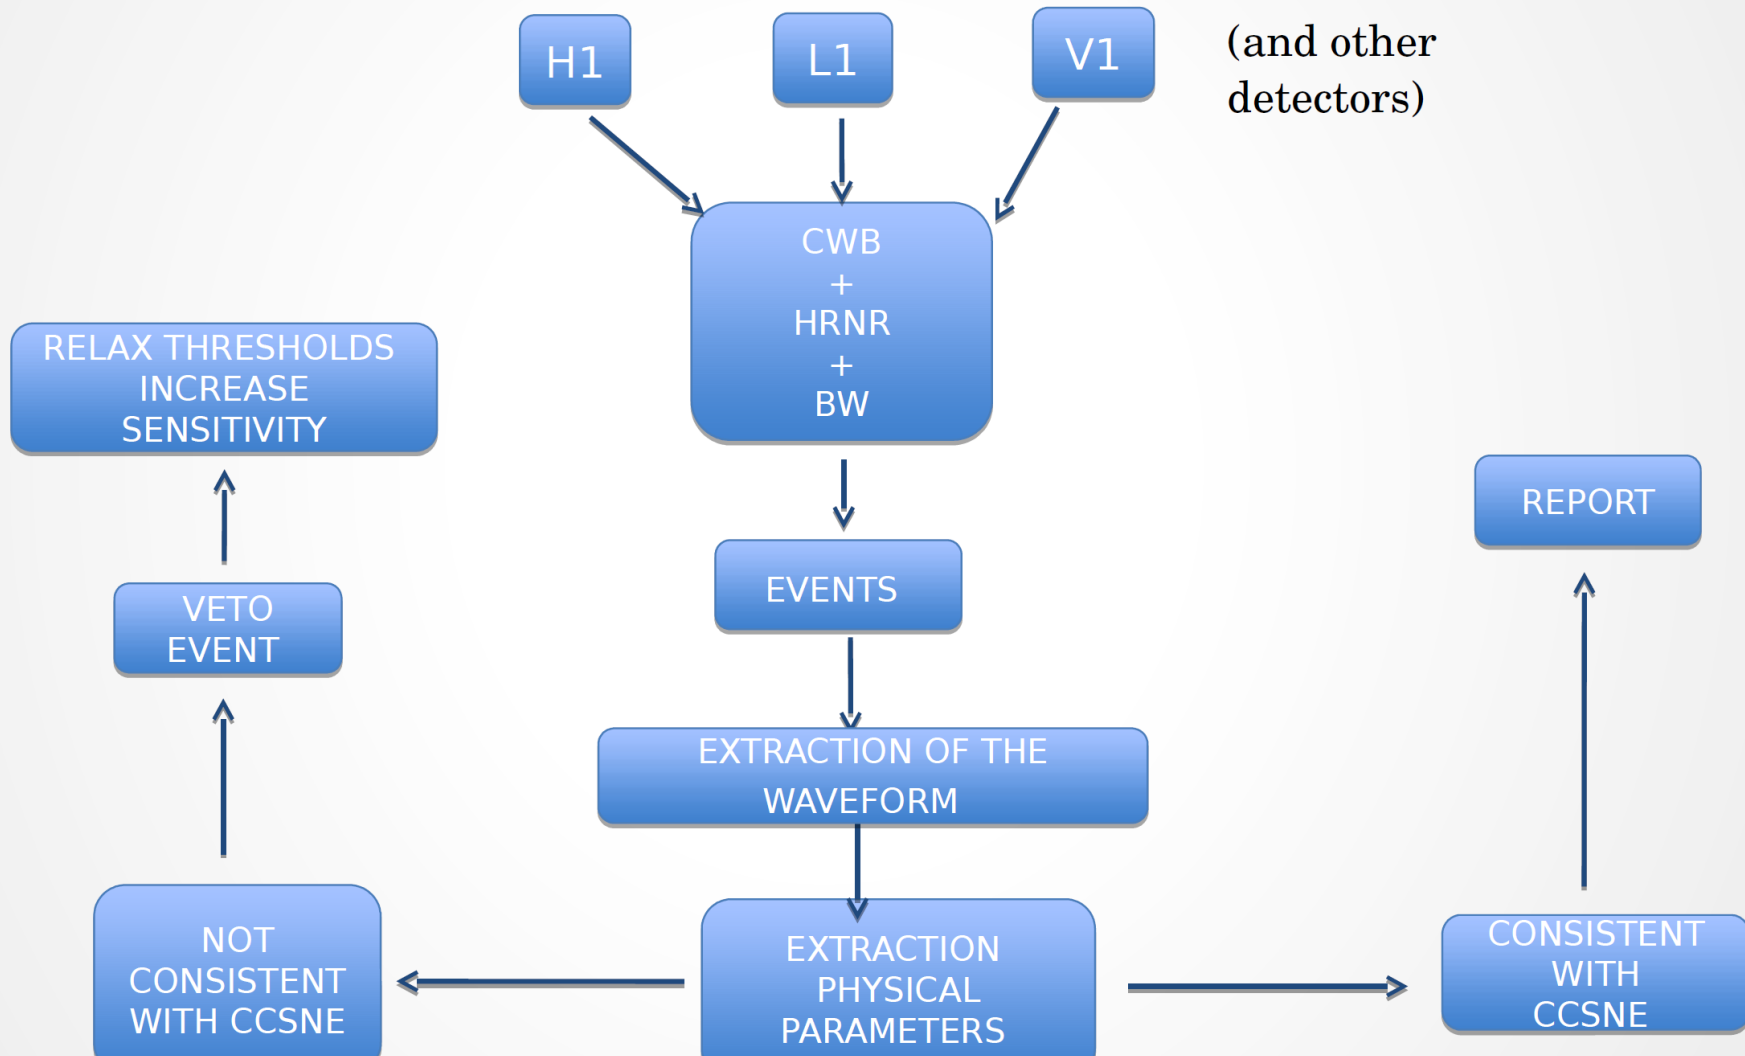 H1
L1
V1
(and other
detectors)
CWB
+
HRNR
+
BW
RELAX THRESHOLDS
INCREASE
SENSITIVITY
REPORT
EVENTS
VETO
EVENT
EXTRACTION OF THE
WAVEFORM
NOT
CONSISTENT
WITH CCSNE
EXTRACTION
PHYSICAL
PARAMETERS
CONSISTENT
WITH
CCSNE